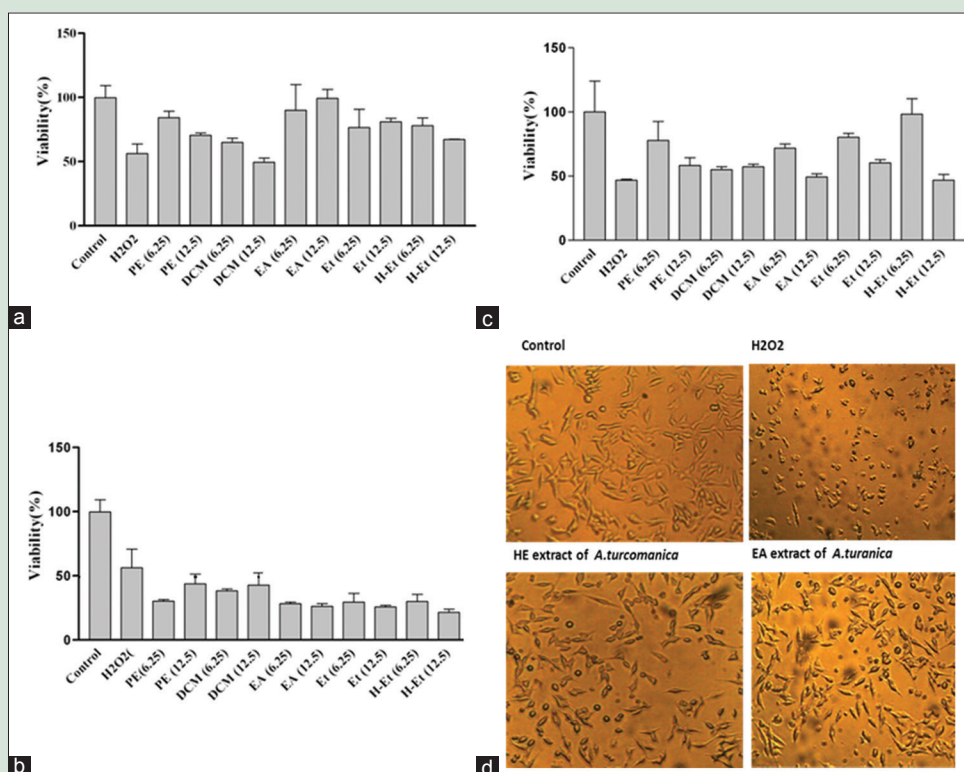 150
100
50
0
Viability(%)
Control
H2O2
PE (6.25)
PE (12.5)
DCM (6.25)
DCM (12.5)
EA (6.25)
EA (12.5)
Et (6.25)
Et (12.5)
H-Et (6.25)
H-Et (12.5)
a
150
100
50
0
Viability(%)
Control
H2O2
PE (6.25)
PE (12.5)
DCM (6.25)
DCM (12.5)
EA (6.25)
EA (12.5)
Et (6.25)
Et (12.5)
H-Et (6.25)
H-Et (12.5)
c
150
100
50
0
Viability(%)
Control
H2O2(
PE(6.25)
PE (12.5)
DCM (6.25)
DCM (12.5)
EA (6.25)
EA (12.5)
Et (6.25)
Et (12.5)
H-Et (6.25)
H-Et (12.5)
b
Control
H2O2
HE extract of A.turcomanica
EA extract of A.turanica
d